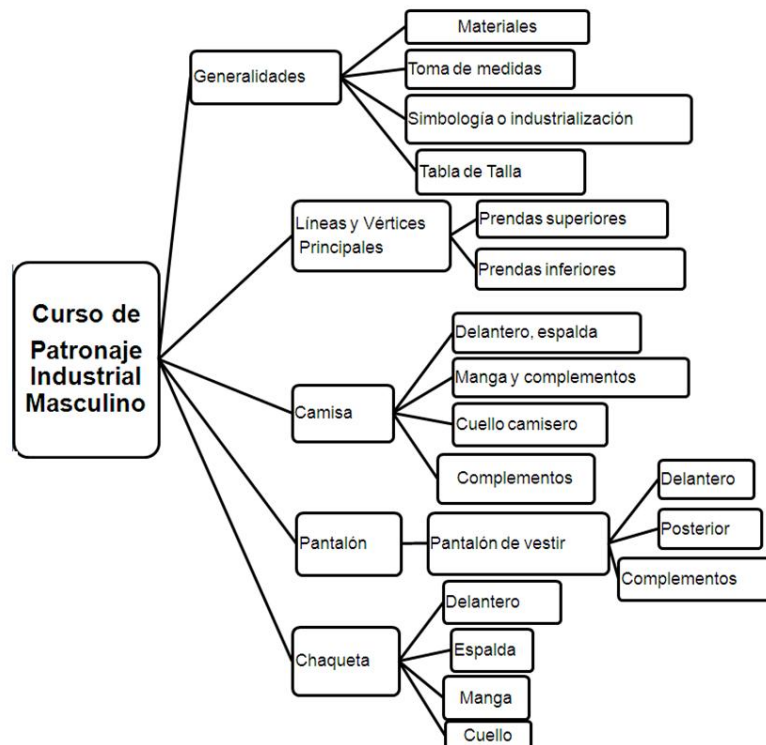 Curso de
Patronaje
Industrial
Masculino
Generalidades
Materiales
Toma de medidas
Simbología o industrialización
Tabla de Talla
Líneas y Vértices
Principales
Prendas superiores
Prendas inferiores
Camisa
Delantero, espalda
Manga y complementos
Cuello camisero
Complementos
Pantalón
Pantalón de vestir
Delantero
Posterior
Complementos
Chaqueta
Delantero
Espalda
Manga
Cuello